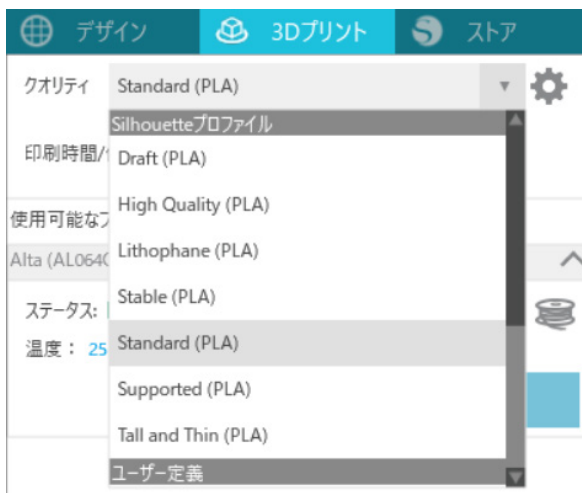 デザイン 3Dプリント ストア
クオリティ Standard (PLA)
Silhouetteプロファイル
印刷時間/
Draft (PLA)
High Quality (PLA)
使用可能な
Lithophane (PLA)
Alta (AL064
Stable (PLA)
ステータス:
Standard (PLA)
温度： 25
Supported (PLA)
Tall and Thin (PLA)
ユーザー定義